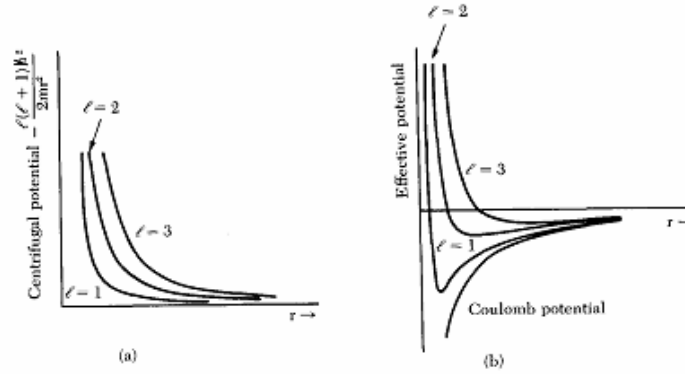 Centrifugal potential – ℓ(ℓ + 1)ħ²
2mr²
ℓ = 2
ℓ = 3
ℓ = 1
r →
(a)
Effective potential
ℓ = 2
ℓ = 3
ℓ = 1
r →
Coulomb potential
(b)